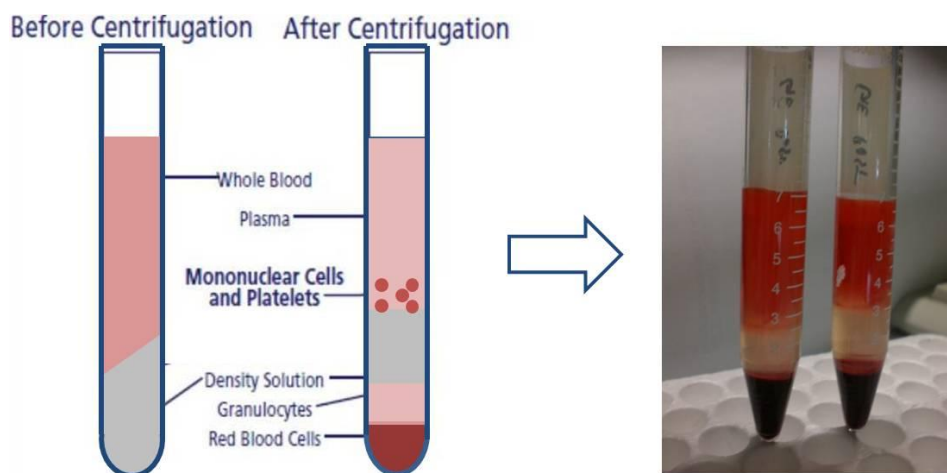 Before Centrifugation
After Centrifugation
Whole Blood
Plasma
Mononuclear Cells
and Platelets
Density Solution
Granulocytes
Red Blood Cells
7
6
5
4
3
6
5
4
3